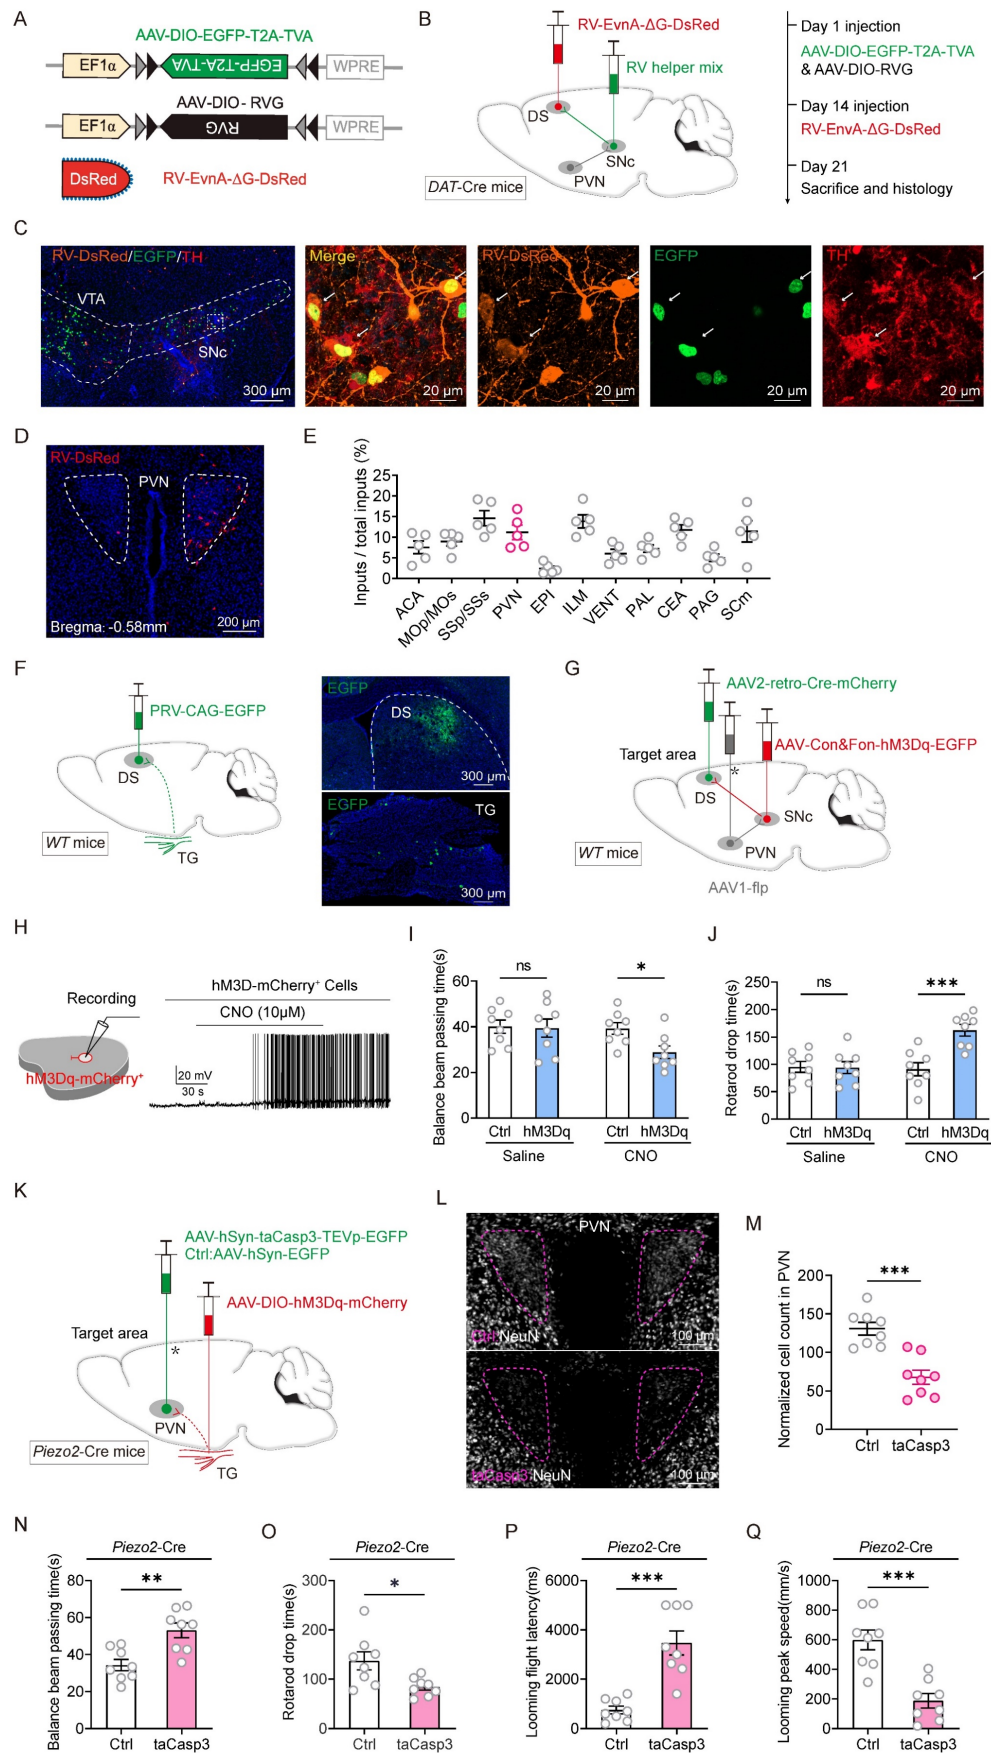 A
AAV-DIO-EGFP-T2A-TVA
EF1α
EGFP-T2A-TVA
WPRE
AAV-DIO- RVG
EF1α
RVG
WPRE
DsRed
RV-EvnA-ΔG-DsRed
B
RV-EvnA-ΔG-DsRed
RV helper mix
DS
SNc
PVN
DAT-Cre mice
Day 1 injection
AAV-DIO-EGFP-T2A-TVA
& AAV-DIO-RVG
Day 14 injection
RV-EnvA-ΔG-DsRed
Day 21
Sacrifice and histology
C
RV-DsRed/EGFP/TH
VTA
SNc
300 μm
Merge
20 μm
RV-DsRed
20 μm
EGFP
20 μm
TH
20 μm
D
RV-DsRed
PVN
Bregma: -0.58mm
200 μm
E
Inputs / total inputs (%)
25
20
15
10
5
0
ACA
MOp/MOs
SSp/SSs
PVN
EPI
ILM
VENT
PAL
CEA
PAG
SCm
F
PRV-CAG-EGFP
DS
WT mice
TG
EGFP
DS
300 μm
EGFP
TG
300 μm
G
AAV2-retro-Cre-mCherry
AAV-Con&Fon-hM3Dq-EGFP
Target area
*
DS
SNc
PVN
WT mice
AAV1-flp
H
Recording
hM3Dq-mCherry⁺
hM3D-mCherry⁺ Cells
CNO (10μM)
20 mV
30 s
I
Balance beam passing time(s)
60
40
20
0
ns
*
Ctrl hM3Dq Ctrl hM3Dq
Saline CNO
J
Rotarod drop time(s)
250
200
150
100
50
0
ns
***
Ctrl hM3Dq Ctrl hM3Dq
Saline CNO
K
AAV-hSyn-taCasp3-TEVp-EGFP
Ctrl:AAV-hSyn-EGFP
AAV-DIO-hM3Dq-mCherry
Target area
*
PVN
Piezo2-Cre mice
TG
L
PVN
Ctrl NeuN
100 μm
taCasp3 NeuN
100 μm
M
Normalized cell count in PVN
200
150
100
50
0
***
Ctrl taCasp3
N
Piezo2-Cre
Balance beam passing time(s)
80
60
40
20
0
**
Ctrl taCasp3
O
Piezo2-Cre
Rotarod drop time(s)
300
200
100
0
*
Ctrl taCasp3
P
Piezo2-Cre
Looming flight latency(ms)
6000
4000
2000
0
***
Ctrl taCasp3
Q
Piezo2-Cre
Looming peak speed(mm/s)
1000
800
600
400
200
0
***
Ctrl taCasp3